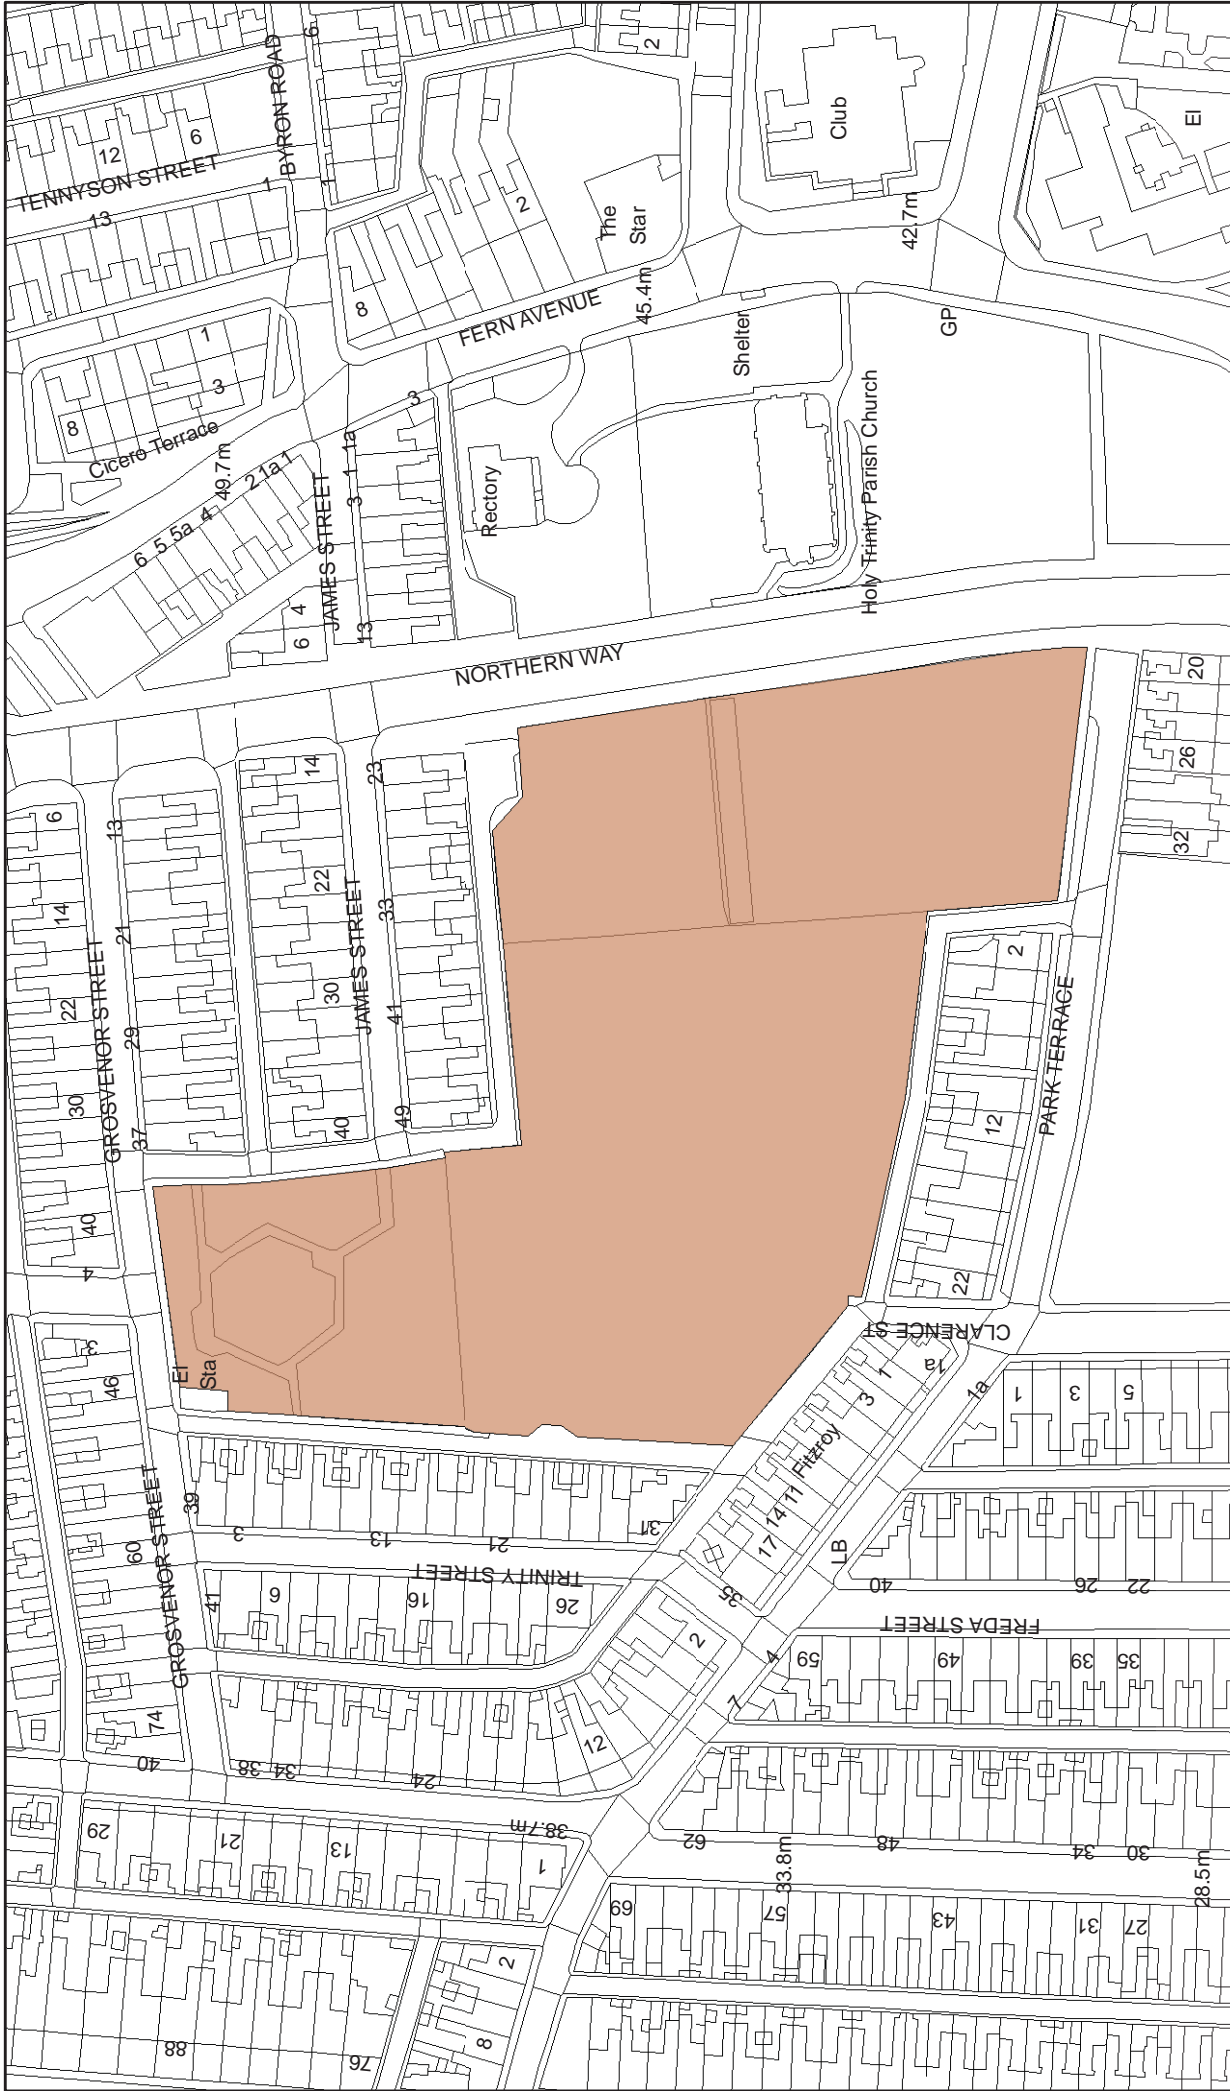 6
2
BYRON ROAD
12
6
TENNYSON STREET
13
1
1
Club
El
2
The
Star
42.7m
8
FERN AVENUE
45.4m
Shelter
GP
1
3
8
Cicero Terrace
49.7m
3
1a
1
3
13
2
1a
1
4
5a
5
6
JAMES STREET
4
6
Rectory
Holy Trinity Parish Church
NORTHERN WAY
20
26
32
14
23
22
33
JAMES STREET
30
41
40
49
6
13
14
21
GROSVENOR STREET
22
29
30
37
40
4
2
12
PARK TERRACE
22
CLARENCE ST
El
Sta
3
46
1a
1
3
Fitzroy
11
14
17
1a
1
3
5
GROSVENOR STREET
39
60
3
13
21
31
TRINITY STREET
41
6
16
26
35
LB
40
26
22
FREDA STREET
2
4
7
59
49
39
35
74
40
38
34
24
12
38.7m
29
21
13
1
62
48
34
30
33.8m
28.5m
69
57
43
31
27
2
8
88
76